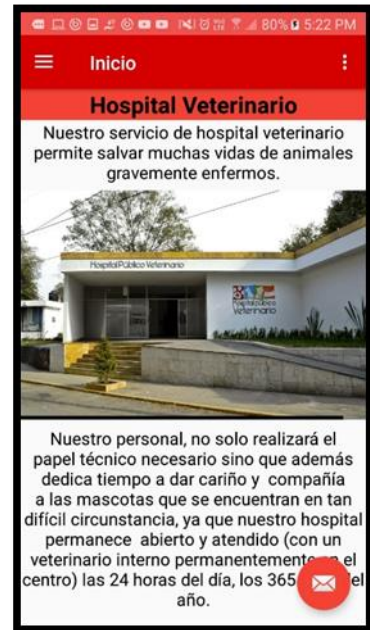 80% 5:22 PM
Inicio
Hospital Veterinario
Nuestro servicio de hospital veterinario
permite salvar muchas vidas de animales
gravemente enfermos.
Hospital Público Veterinario
Hospital Público
Veterinario
Nuestro personal, no solo realizará el
papel técnico necesario sino que además
dedica tiempo a dar cariño y compañía
a las mascotas que se encuentran en tan
difícil circunstancia, ya que nuestro hospital
permanece abierto y atendido (con un
veterinario interno permanentemente en el
centro) las 24 horas del día, los 365 del
año.